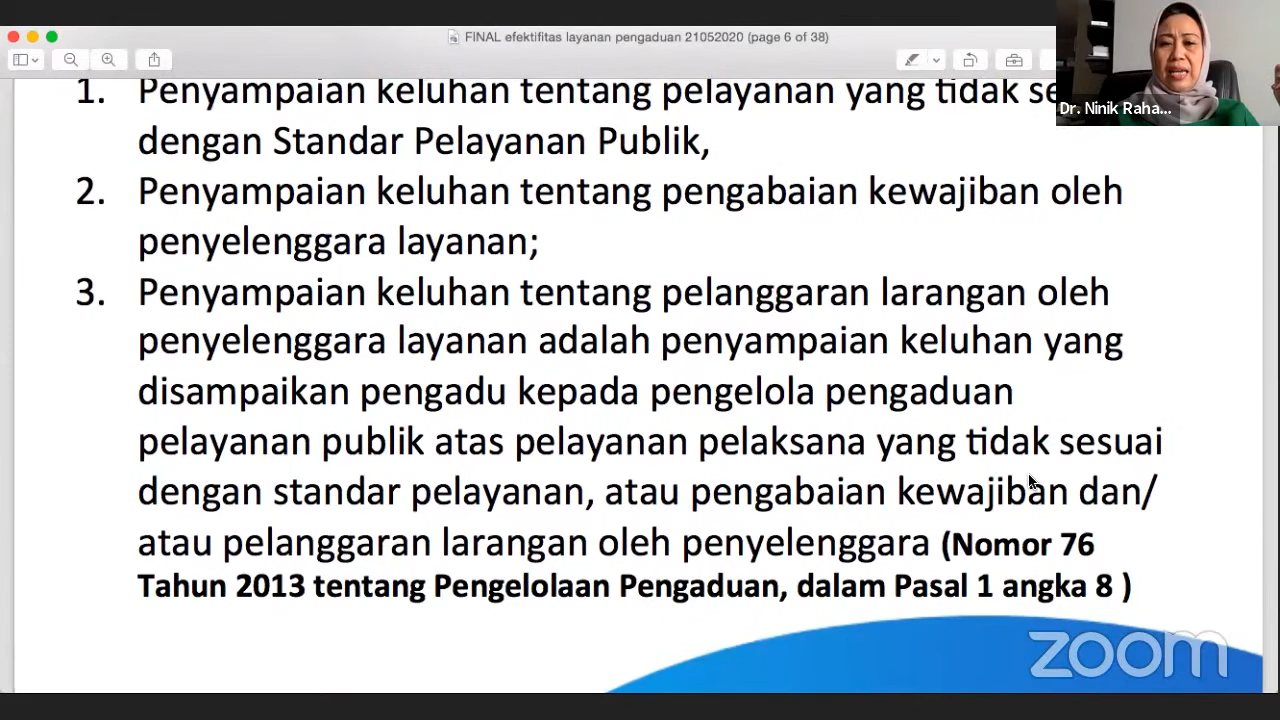 FINAL efektifitas layanan pengaduan 21052020 (page 6 of 38)
Dr. Ninik Raha...
1. Penyampaian keluhan tentang pelayanan yang tidak
dengan Standar Pelayanan Publik,
2. Penyampaian keluhan tentang pengabaian kewajiban oleh
penyelenggara layanan;
3. Penyampaian keluhan tentang pelanggaran larangan oleh
penyelenggara layanan adalah penyampaian keluhan yang
disampaikan pengadu kepada pengelola pengaduan
pelayanan publik atas pelayanan pelaksana yang tidak sesuai
dengan standar pelayanan, atau pengabaian kewajiban dan/
atau pelanggaran larangan oleh penyelenggara (Nomor 76
Tahun 2013 tentang Pengelolaan Pengaduan, dalam Pasal 1 angka 8 )
zoom